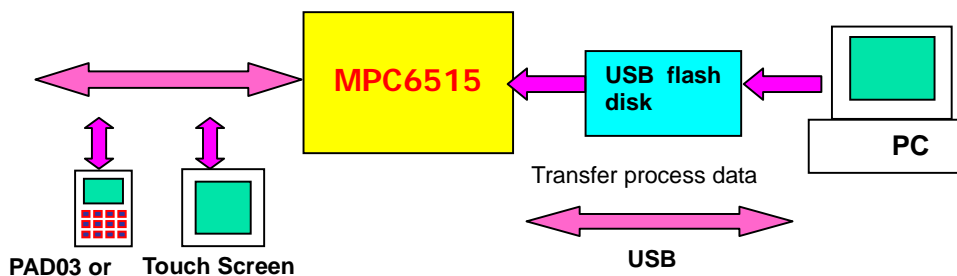 MPC6515
USB flash
disk
PC
Transfer process data
USB
PAD03 or
Touch Screen